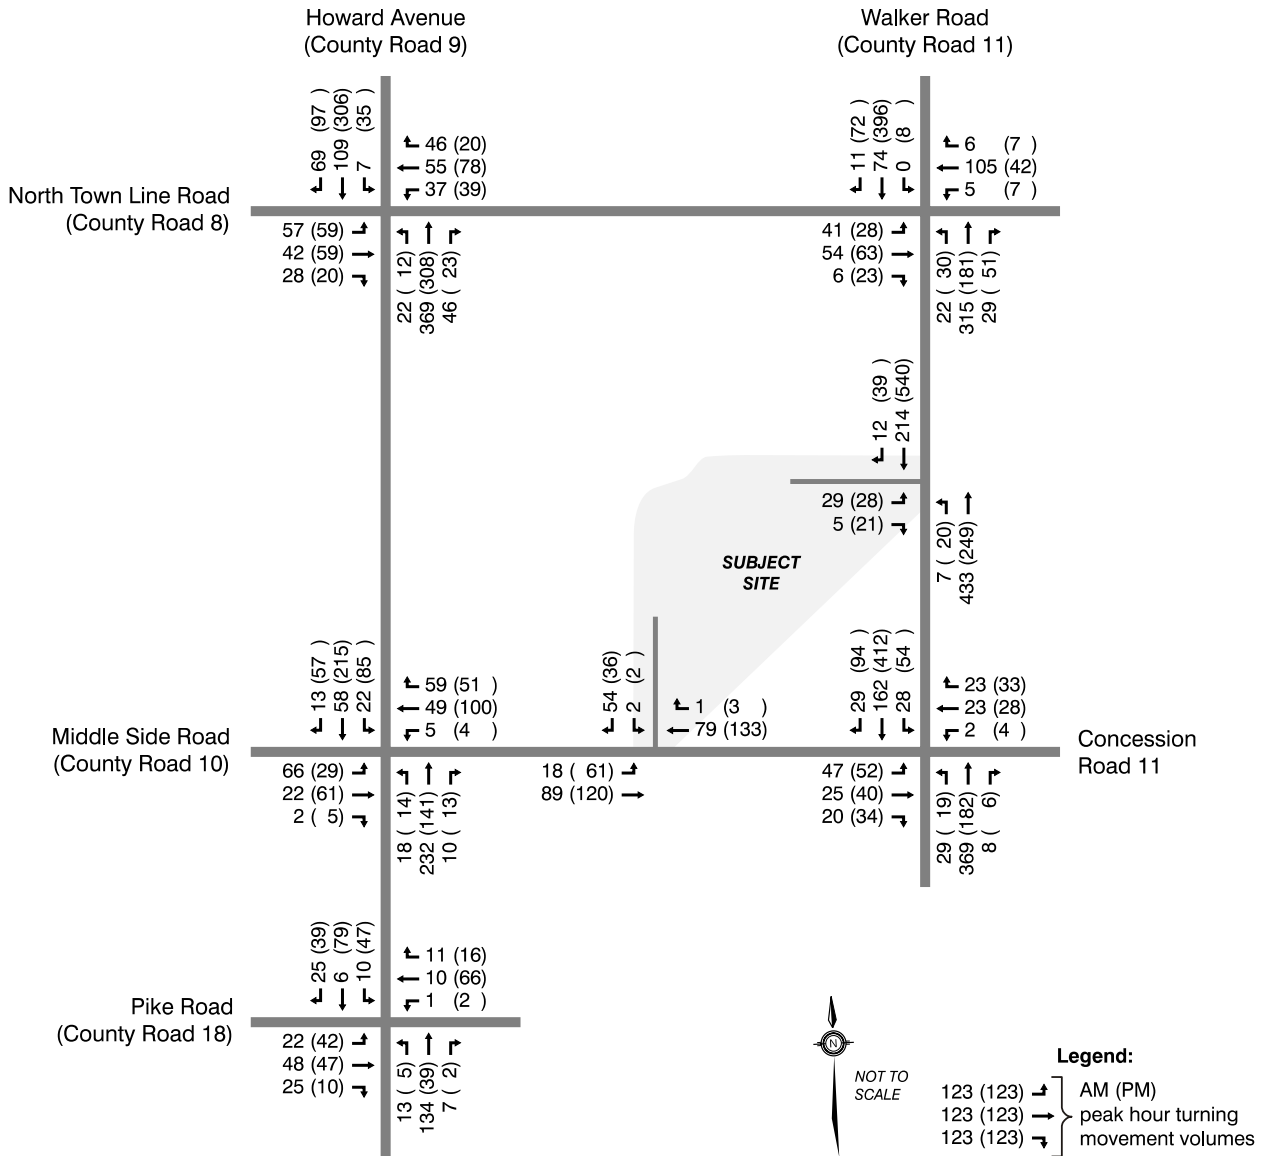 Howard Avenue
(County Road 9)
Walker Road
(County Road 11)
69 (97 )
109 (306)
7 (35 )
46 (20)
55 (78)
37 (39)
11 (72 )
74 (396)
0 (8 )
6 (7 )
105 (42)
5 (7 )
North Town Line Road
(County Road 8)
57 (59)
42 (59)
28 (20)
22 ( 12)
369 (308)
46 ( 23)
41 (28)
54 (63)
6 (23)
22 ( 30)
315 (181)
29 ( 51)
12 (39 )
214 (540)
29 (28)
5 (21)
7 ( 20)
433 (249)
SUBJECT
SITE
13 (57 )
58 (215)
22 (85 )
59 (51 )
49 (100)
5 (4 )
54 (36)
2 (2 )
1 (3 )
79 (133)
29 (94 )
162 (412)
28 (54 )
23 (33)
23 (28)
2 (4 )
Middle Side Road
(County Road 10)
Concession
Road 11
66 (29)
22 (61)
2 ( 5)
18 ( 14)
232 (141)
10 ( 13)
18 ( 61)
89 (120)
47 (52)
25 (40)
20 (34)
29 ( 19)
369 (182)
8 ( 6)
25 (39)
6 (79)
10 (47)
11 (16)
10 (66)
1 (2 )
Pike Road
(County Road 18)
22 (42)
48 (47)
25 (10)
13 ( 5)
134 (39)
7 ( 2)
N
NOT TO
SCALE
Legend:
123 (123) AM (PM)
123 (123) peak hour turning
123 (123) movement volumes